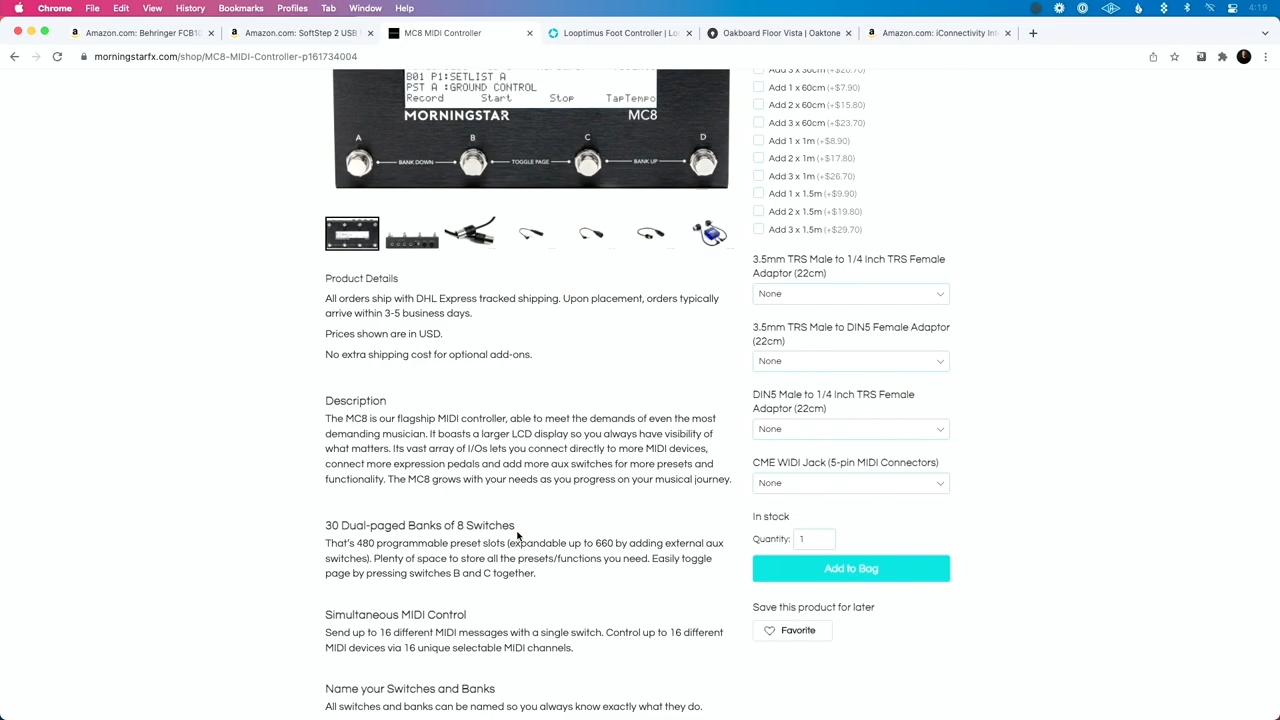 Chrome File Edit View History Bookmarks Profiles Tab Window Help 4:19
Amazon.com: Behringer FCB10
Amazon.com: SoftStep 2 USB
MC8 MIDI Controller
Looptimus Foot Controller | Lo
Oakboard Floor Vista | Oaktone
Amazon.com: iConnectivity Int
morningstarfx.com/shop/MC8-MIDI-Controller-p161734004
B01 P1:SETLIST A
PST A :GROUND CONTROL
Record Start Stop TapTempo
MORNINGSTAR MC8
A B C D
BANK DOWN TOGGLE PAGE BANK UP
Product Details
All orders ship with DHL Express tracked shipping. Upon placement, orders typically
arrive within 3-5 business days.
Prices shown are in USD.
No extra shipping cost for optional add-ons.
Description
The MC8 is our flagship MIDI controller, able to meet the demands of even the most
demanding musician. It boasts a larger LCD display so you always have visibility of
what matters. Its vast array of I/Os lets you connect directly to more MIDI devices,
connect more expression pedals and add more aux switches for more presets and
functionality. The MC8 grows with your needs as you progress on your musical journey.
30 Dual-paged Banks of 8 Switches
That's 480 programmable preset slots (expandable up to 660 by adding external aux
switches). Plenty of space to store all the presets/functions you need. Easily toggle
page by pressing switches B and C together.
Simultaneous MIDI Control
Send up to 16 different MIDI messages with a single switch. Control up to 16 different
MIDI devices via 16 unique selectable MIDI channels.
Name your Switches and Banks
All switches and banks can be named so you always know exactly what they do.
Add 3 x 30cm (+$20.70)
Add 1 x 60cm (+$7.90)
Add 2 x 60cm (+$15.80)
Add 3 x 60cm (+$23.70)
Add 1 x 1m (+$8.90)
Add 2 x 1m (+$17.80)
Add 3 x 1m (+$26.70)
Add 1 x 1.5m (+$9.90)
Add 2 x 1.5m (+$19.80)
Add 3 x 1.5m (+$29.70)
3.5mm TRS Male to 1/4 Inch TRS Female
Adaptor (22cm)
None
3.5mm TRS Male to DIN5 Female Adaptor
(22cm)
None
DIN5 Male to 1/4 Inch TRS Female
Adaptor (22cm)
None
CME WIDI Jack (5-pin MIDI Connectors)
None
In stock
Quantity: 1
Add to Bag
Save this product for later
Favorite